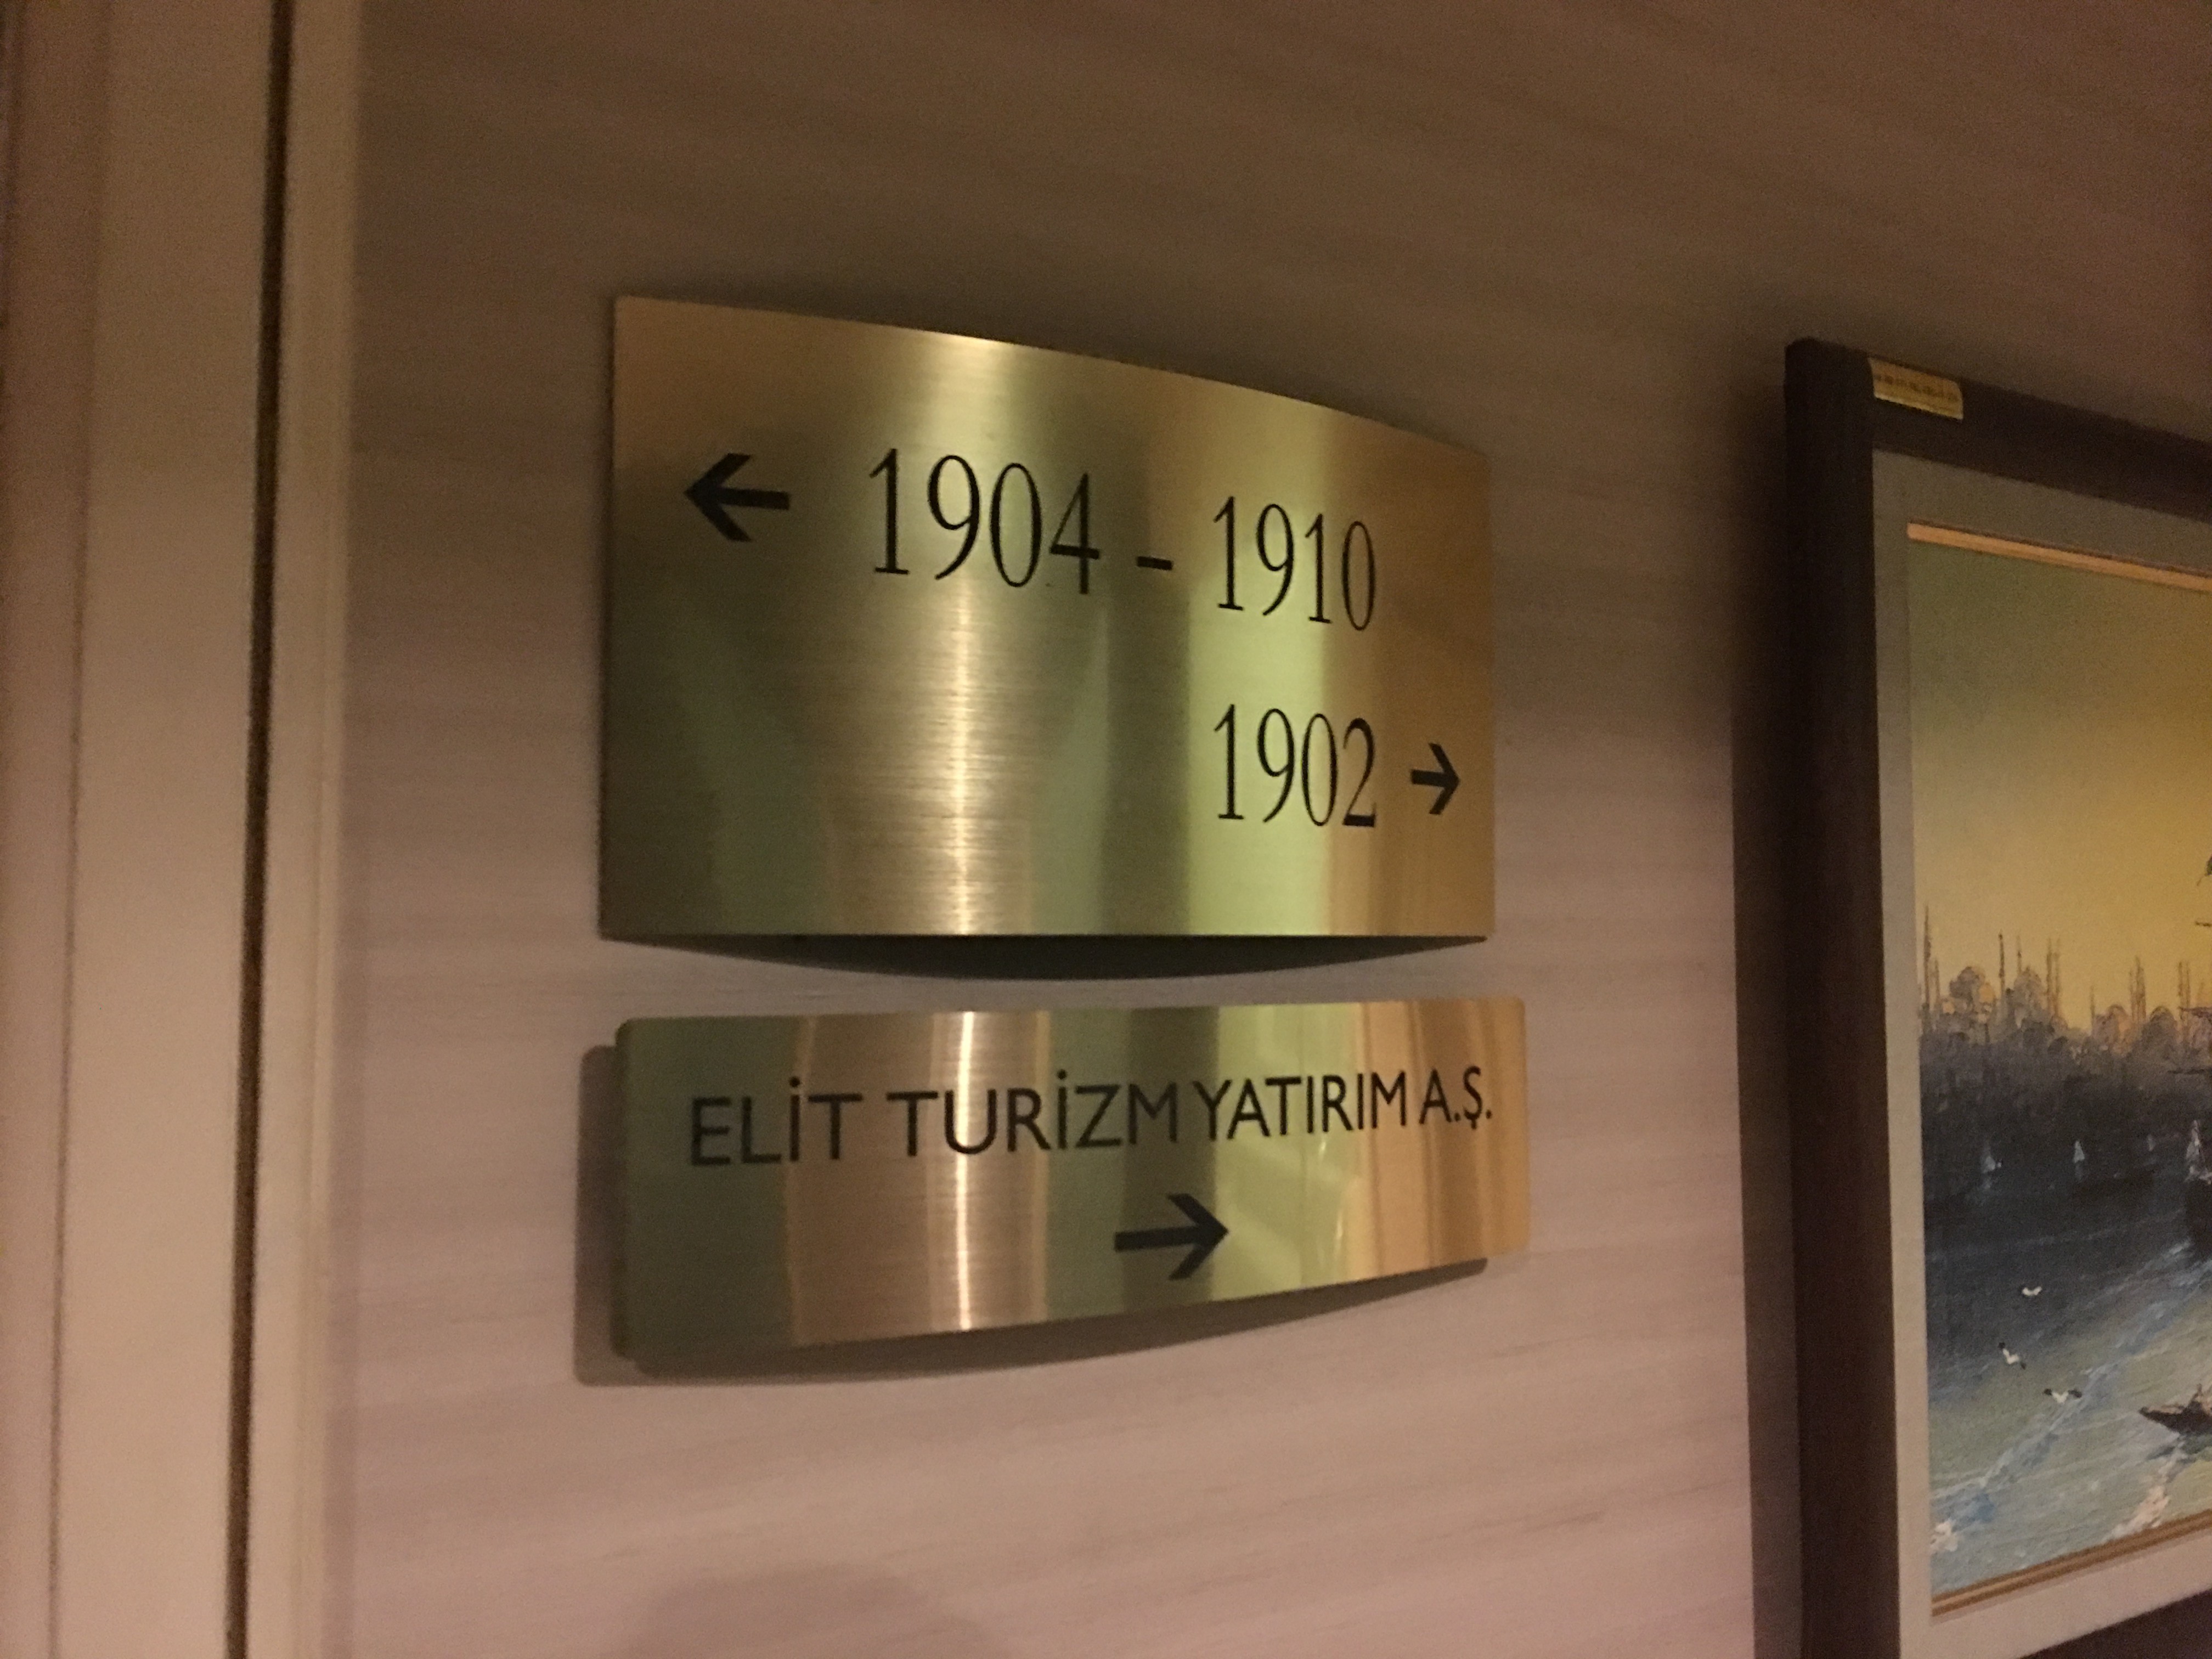 ← 1904 - 1910
1902 →
ELİT TURİZM YATIRIM A.Ş.
→